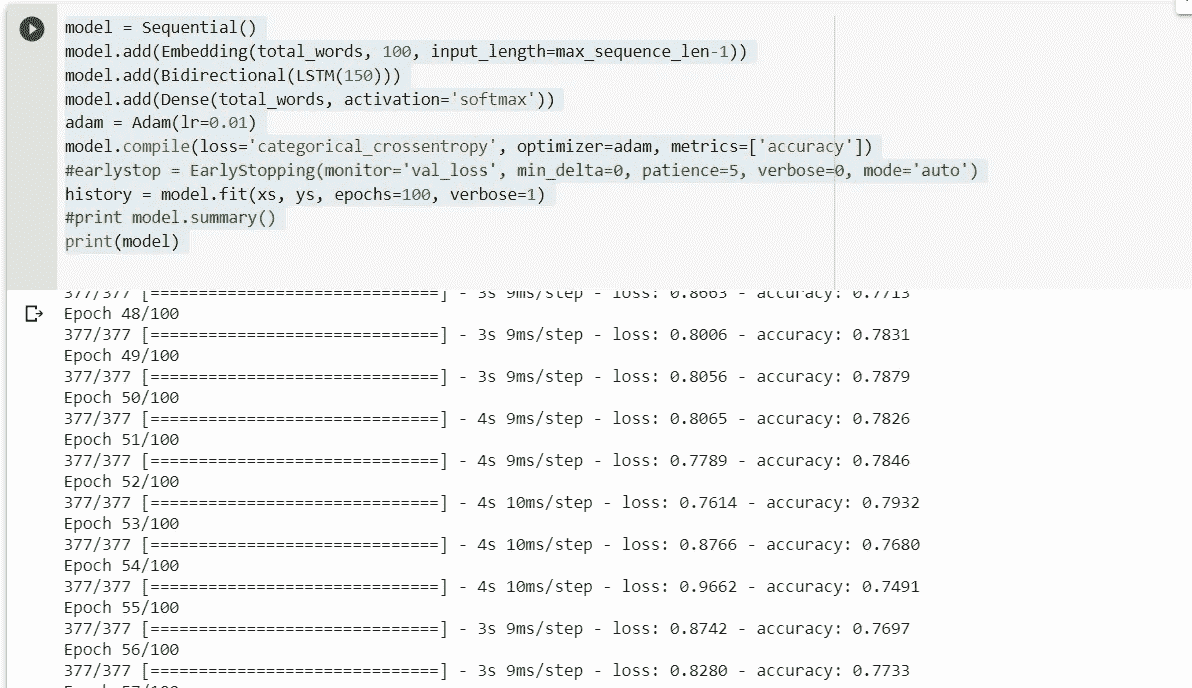 model = Sequential()
model.add(Embedding(total_words, 100, input_length=max_sequence_len-1))
model.add(Bidirectional(LSTM(150)))
model.add(Dense(total_words, activation='softmax'))
adam = Adam(lr=0.01)
model.compile(loss='categorical_crossentropy', optimizer=adam, metrics=['accuracy'])
#earlystop = EarlyStopping(monitor='val_loss', min_delta=0, patience=5, verbose=0, mode='auto')
history = model.fit(xs, ys, epochs=100, verbose=1)
#print model.summary()
print(model)
377/377 [==============================] - 3s 9ms/step - loss: 0.8663 - accuracy: 0.7713
Epoch 48/100
377/377 [==============================] - 3s 9ms/step - loss: 0.8006 - accuracy: 0.7831
Epoch 49/100
377/377 [==============================] - 3s 9ms/step - loss: 0.8056 - accuracy: 0.7879
Epoch 50/100
377/377 [==============================] - 4s 9ms/step - loss: 0.8065 - accuracy: 0.7826
Epoch 51/100
377/377 [==============================] - 4s 9ms/step - loss: 0.7789 - accuracy: 0.7846
Epoch 52/100
377/377 [==============================] - 4s 10ms/step - loss: 0.7614 - accuracy: 0.7932
Epoch 53/100
377/377 [==============================] - 4s 10ms/step - loss: 0.8766 - accuracy: 0.7680
Epoch 54/100
377/377 [==============================] - 4s 10ms/step - loss: 0.9662 - accuracy: 0.7491
Epoch 55/100
377/377 [==============================] - 3s 9ms/step - loss: 0.8742 - accuracy: 0.7697
Epoch 56/100
377/377 [==============================] - 3s 9ms/step - loss: 0.8280 - accuracy: 0.7733